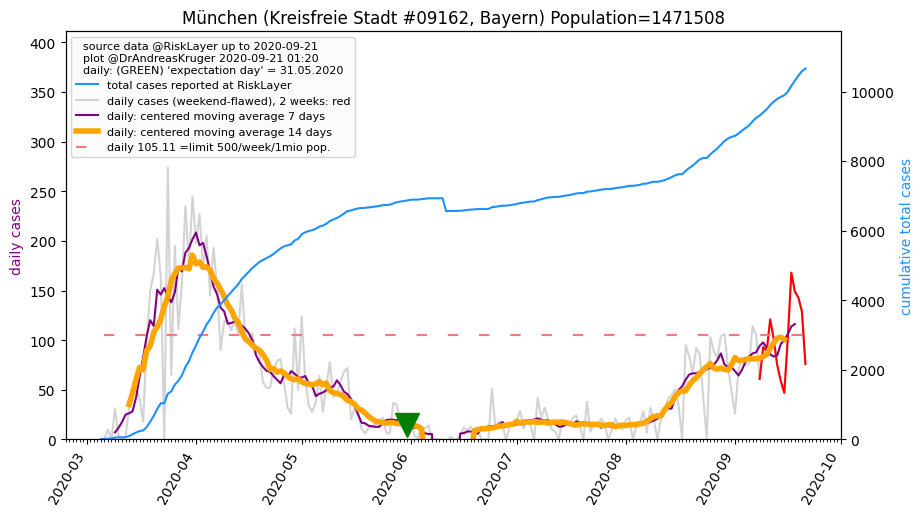 München (Kreisfreie Stadt #09162, Bayern) Population=1471508
source data @RiskLayer up to 2020-09-21
plot @DrAndreasKruger 2020-09-21 01:20
daily: (GREEN) 'expectation day' = 31.05.2020
total cases reported at RiskLayer
daily cases (weekend-flawed), 2 weeks: red
daily: centered moving average 7 days
daily: centered moving average 14 days
daily 105.11 =limit 500/week/1mio pop.
daily cases
400
350
300
250
200
150
100
50
0
cumulative total cases
10000
8000
6000
4000
2000
0
2020-03
2020-04
2020-05
2020-06
2020-07
2020-08
2020-09
2020-10